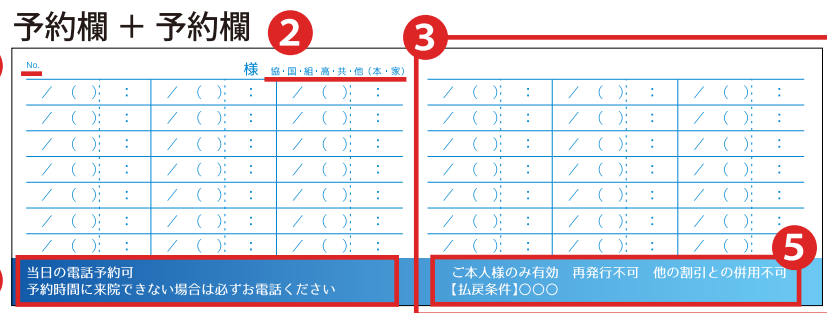 予約欄 ＋ 予約欄
2
3
No.
様 協・国・組・高・共・他（本・家）
／ （ ） ： ／ （ ） ： ／ （ ） ： ／ （ ） ： ／ （ ） ： ／ （ ） ：
／ （ ） ： ／ （ ） ： ／ （ ） ： ／ （ ） ： ／ （ ） ： ／ （ ） ：
／ （ ） ： ／ （ ） ： ／ （ ） ： ／ （ ） ： ／ （ ） ： ／ （ ） ：
／ （ ） ： ／ （ ） ： ／ （ ） ： ／ （ ） ： ／ （ ） ： ／ （ ） ：
／ （ ） ： ／ （ ） ： ／ （ ） ： ／ （ ） ： ／ （ ） ： ／ （ ） ：
／ （ ） ： ／ （ ） ： ／ （ ） ： ／ （ ） ： ／ （ ） ： ／ （ ） ：
／ （ ） ： ／ （ ） ： ／ （ ） ： ／ （ ） ： ／ （ ） ： ／ （ ） ：
5
当日の電話予約可
予約時間に来院できない場合は必ずお電話ください
ご本人様のみ有効　再発行不可　他の割引との併用不可
【払戻条件】○○○